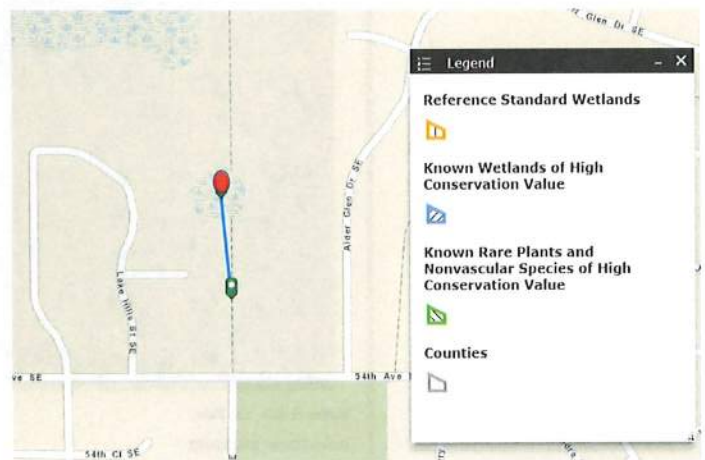 Alder Glen Dr SE
Legend
Reference Standard Wetlands
Known Wetlands of High
Conservation Value
Known Rare Plants and
Nonvascular Species of High
Conservation Value
Counties
Alder Glen Dr SE
Lake Hills St SE
ve SE
54th Ave
54th Ct SE